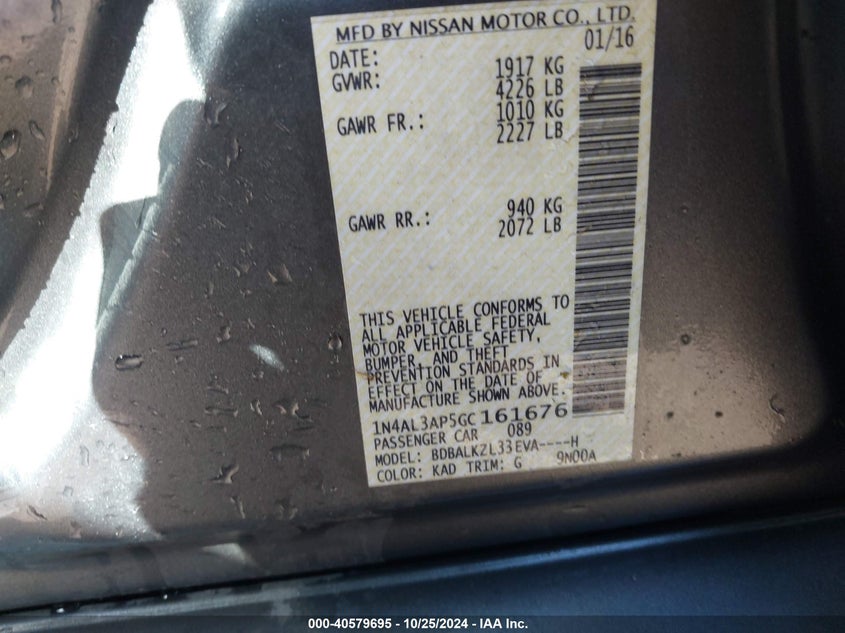 MFD BY NISSAN MOTOR CO., LTD.
DATE: 01/16
GVWR: 1917 KG
4226 LB
GAWR FR.: 1010 KG
2227 LB
GAWR RR.: 940 KG
2072 LB
THIS VEHICLE CONFORMS TO
ALL APPLICABLE FEDERAL
MOTOR VEHICLE SAFETY,
BUMPER, AND THEFT
PREVENTION STANDARDS IN
EFFECT ON THE DATE OF
MANUFACTURE SHOWN ABOVE.
1N4AL3AP5GC161676
PASSENGER CAR 089
MODEL: BDBALKZL33EVA----H
COLOR: KAD TRIM: G 9N00A
000-40579695 - 10/25/2024 - IAA Inc.